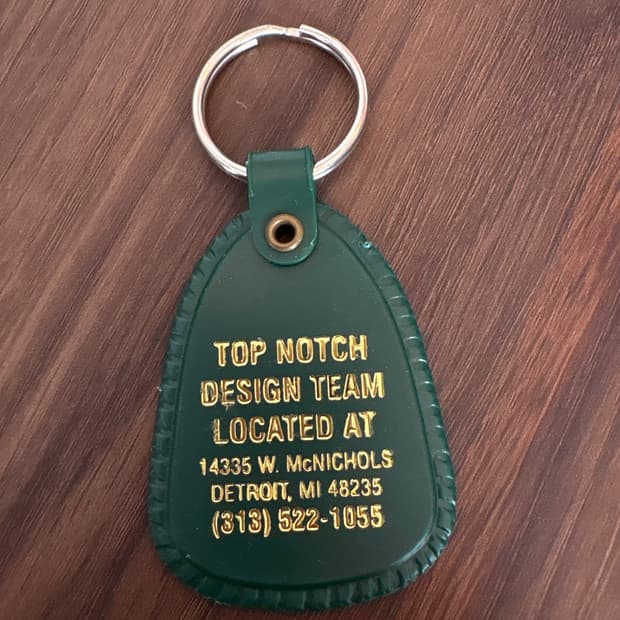 TOP NOTCH
DESIGN TEAM
LOCATED AT
14335 W. McNICHOLS
DETROIT, MI 48235
(313) 522-1055